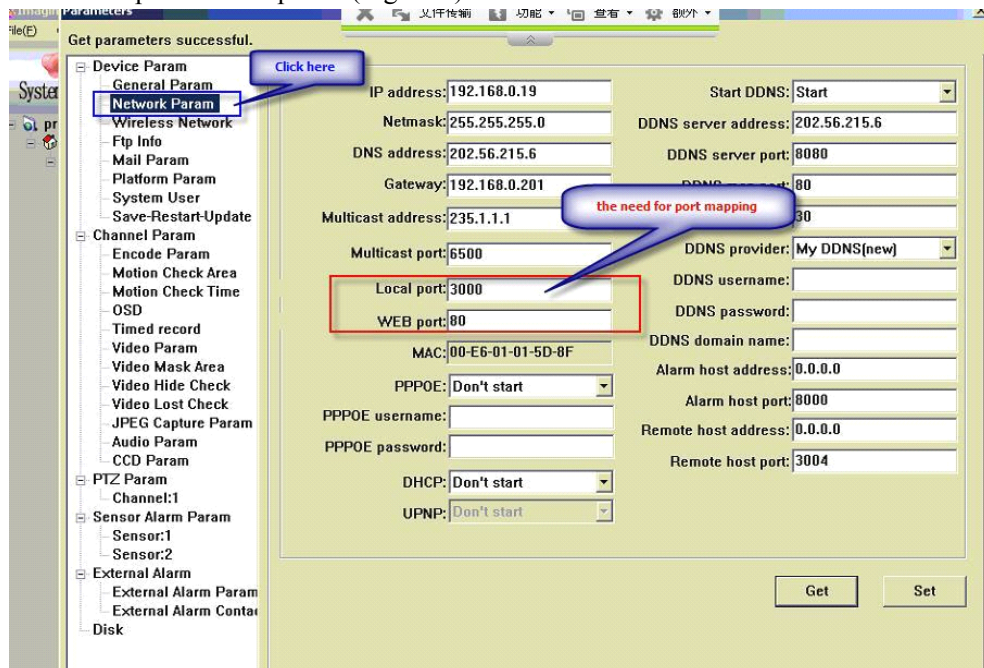 Parameters
文件传输 功能 查看 额外
File(F)
Get parameters successful.
Click here
Device Param
General Param
Network Param
Wireless Network
Ftp Info
Mail Param
Platform Param
System User
Save-Restart-Update
Channel Param
Encode Param
Motion Check Area
Motion Check Time
OSD
Timed record
Video Param
Video Mask Area
Video Hide Check
Video Lost Check
JPEG Capture Param
Audio Param
CCD Param
PTZ Param
Channel:1
Sensor Alarm Param
Sensor:1
Sensor:2
External Alarm
External Alarm Param
External Alarm Contac
Disk
IP address: 192.168.0.19
Netmask: 255.255.255.0
DNS address: 202.56.215.6
Gateway: 192.168.0.201
Multicast address: 235.1.1.1
Multicast port: 6500
Local port: 3000
WEB port: 80
MAC: 00-E6-01-01-5D-8F
PPPOE: Don't start
PPPOE username:
PPPOE password:
DHCP: Don't start
UPNP: Don't start
the need for port mapping
Start DDNS: Start
DDNS server address: 202.56.215.6
DDNS server port: 8080
80
30
DDNS provider: My DDNS(new)
DDNS username:
DDNS password:
DDNS domain name:
Alarm host address: 0.0.0.0
Alarm host port: 8000
Remote host address: 0.0.0.0
Remote host port: 3004
Get
Set